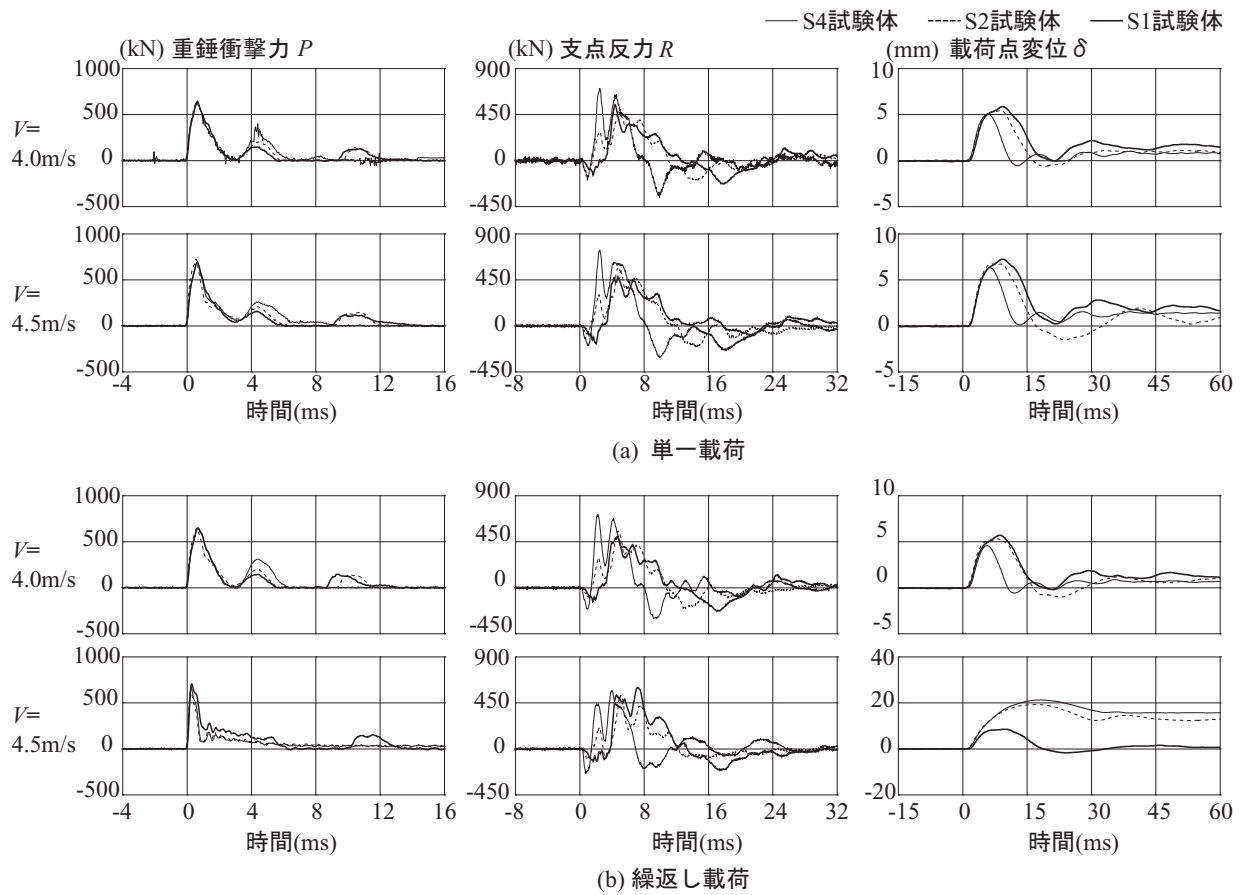 S4試験体 S2試験体 S1試験体
(kN) 重錘衝撃力 P (kN) 支点反力 R (mm) 載荷点変位 δ
1000 900 10
500 450 5
V=
4.0m/s
0 0 0
-500 -450 -5
1000 900 10
500 450 5
V=
4.5m/s
0 0 0
-500 -450 -5
-4 0 4 8 12 16 -8 0 8 16 24 32 -15 0 15 30 45 60
時間(ms) 時間(ms) 時間(ms)
(a) 単一載荷
1000 900 10
500 450 5
V=
4.0m/s
0 0 0
-500 -450 -5
1000 900 40
500 450 20
V=
4.5m/s
0 0 0
-500 -450 -20
-4 0 4 8 12 16 -8 0 8 16 24 32 -15 0 15 30 45 60
時間(ms) 時間(ms) 時間(ms)
(b) 繰返し載荷